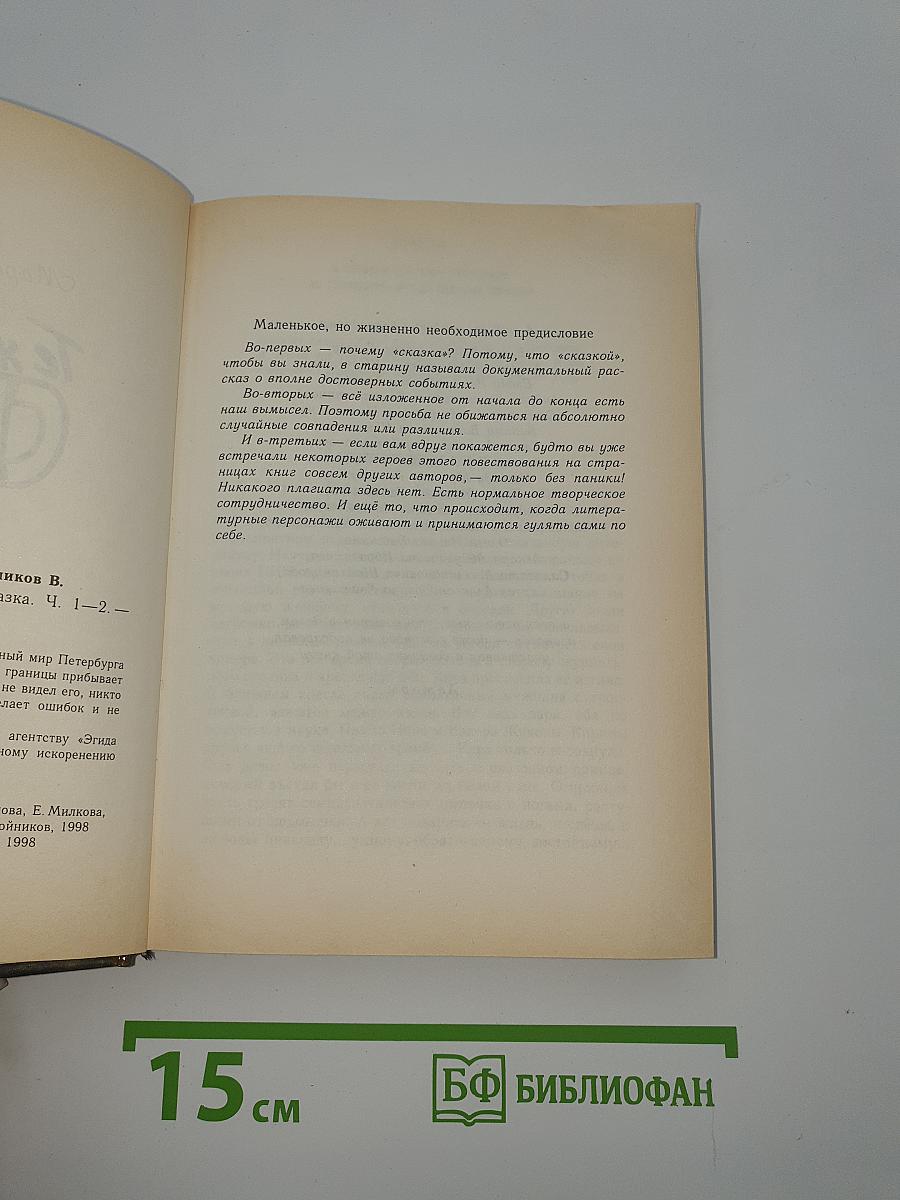 ников В.
азка. Ч. 1—2. —
ный мир Петербурга
границы прибывает
не видел его, никто
елает ошибок и не
агентству «Эгида
ному искоренению
ова, Е. Милкова,
ойников, 1998
1998
Маленькое, но жизненно необходимое предисловие
Во-первых — почему «сказка»? Потому, что «сказкой»,
чтобы вы знали, в старину называли документальный рас-
сказ о вполне достоверных событиях.
Во-вторых — всё изложенное от начала до конца есть
наш вымысел. Поэтому просьба не обижаться на абсолютно
случайные совпадения или различия.
И в-третьих — если вам вдруг покажется, будто вы уже
встречали некоторых героев этого повествования на стра-
ницах книг совсем других авторов, — только без паники!
Никакого плагиата здесь нет. Есть нормальное творческое
сотрудничество. И ещё то, что происходит, когда литера-
турные персонажи оживают и принимаются гулять сами по
себе.
15 см
БФ БИБЛИОФАН